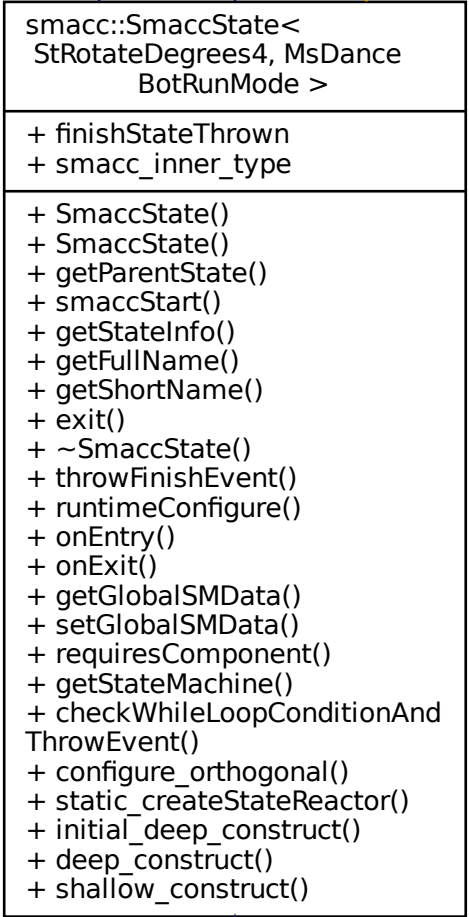 smacc::SmaccState<
StRotateDegrees4, MsDance
BotRunMode >
+ finishStateThrown
+ smacc_inner_type
+ SmaccState()
+ SmaccState()
+ getParentState()
+ smaccStart()
+ getStateInfo()
+ getFullName()
+ getShortName()
+ exit()
+ ~SmaccState()
+ throwFinishEvent()
+ runtimeConfigure()
+ onEntry()
+ onExit()
+ getGlobalSMData()
+ setGlobalSMData()
+ requiresComponent()
+ getStateMachine()
+ checkWhileLoopConditionAnd
ThrowEvent()
+ configure_orthogonal()
+ static_createStateReactor()
+ initial_deep_construct()
+ deep_construct()
+ shallow_construct()